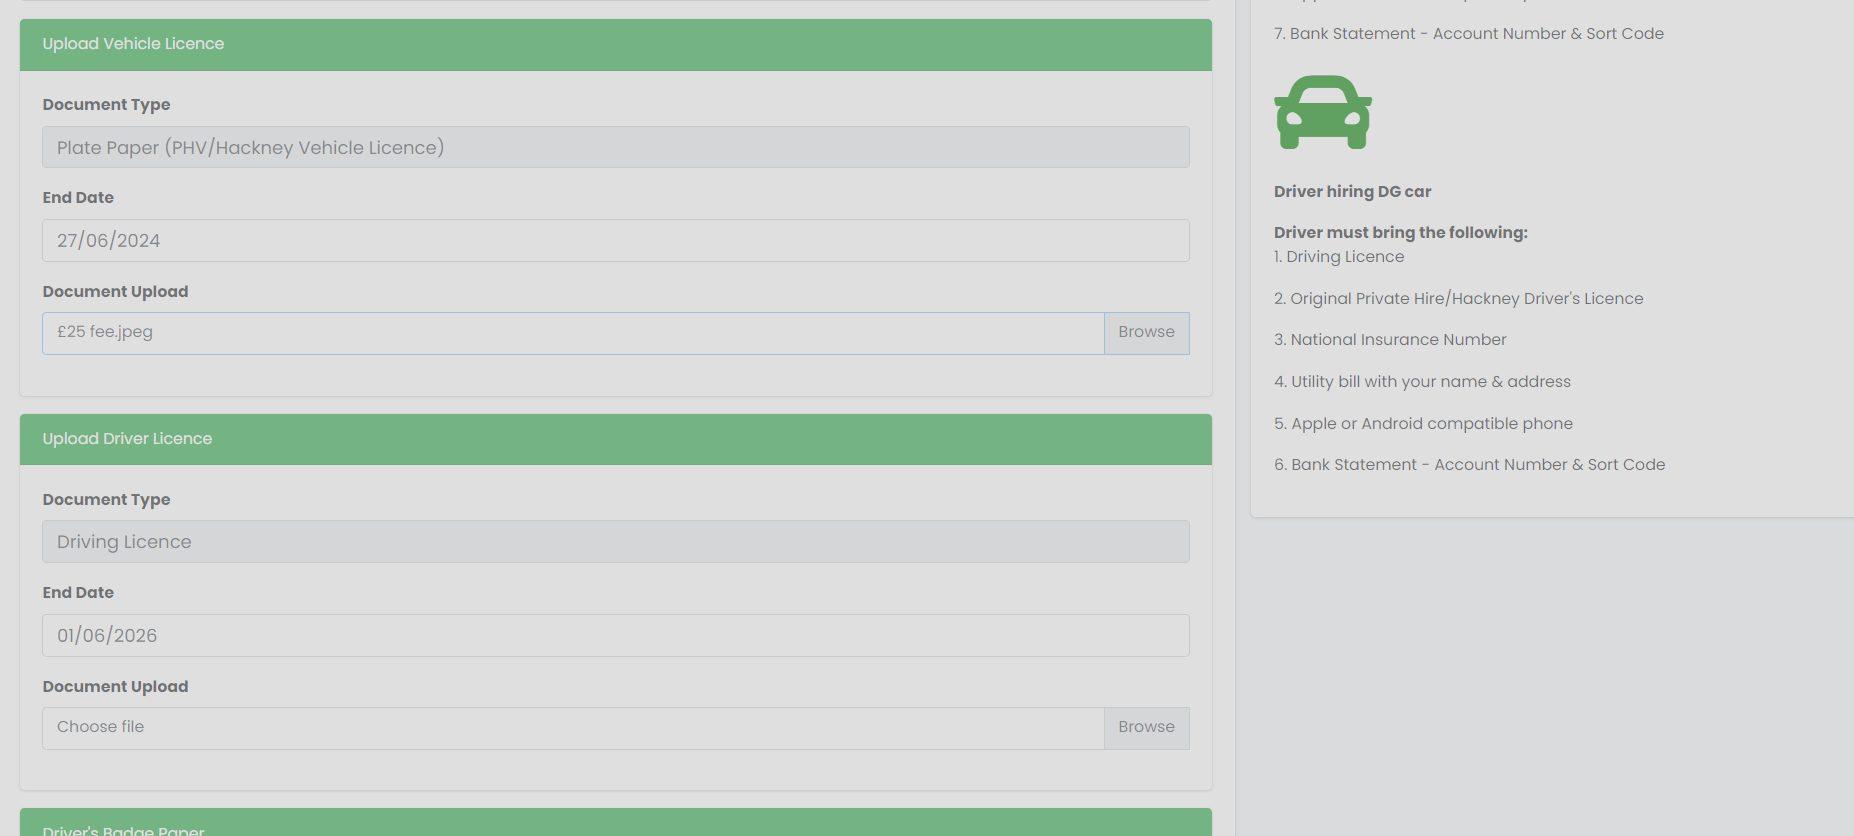 Upload Vehicle Licence
Document Type
Plate Paper (PHV/Hackney Vehicle Licence)
End Date
27/06/2024
Document Upload
£25 fee.jpeg
Browse
Upload Driver Licence
Document Type
Driving Licence
End Date
01/06/2026
Document Upload
Choose file
Browse
Driver's Badge Paper
7. Bank Statement - Account Number & Sort Code
Driver hiring DG car
Driver must bring the following:
1. Driving Licence
2. Original Private Hire/Hackney Driver's Licence
3. National Insurance Number
4. Utility bill with your name & address
5. Apple or Android compatible phone
6. Bank Statement - Account Number & Sort Code